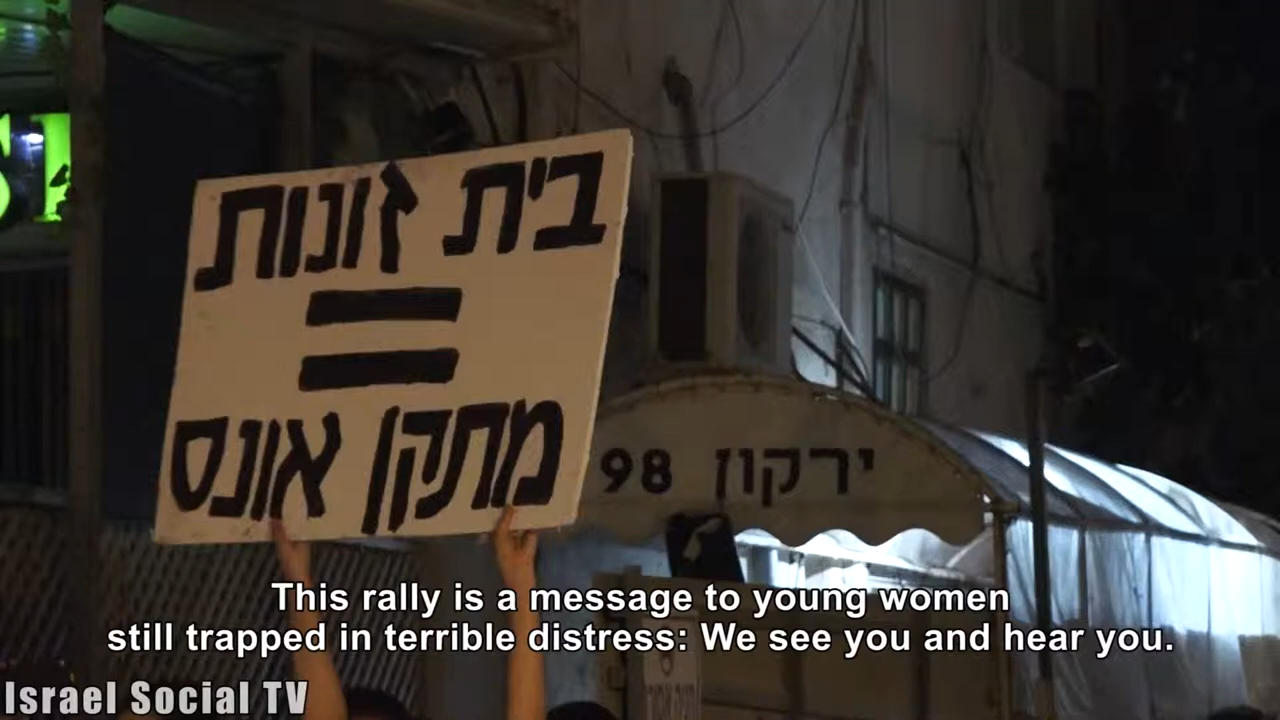 בית זונות
=
מתקן אונס
ירקון 98
This rally is a message to young women
still trapped in terrible distress: We see you and hear you.
Israel Social TV